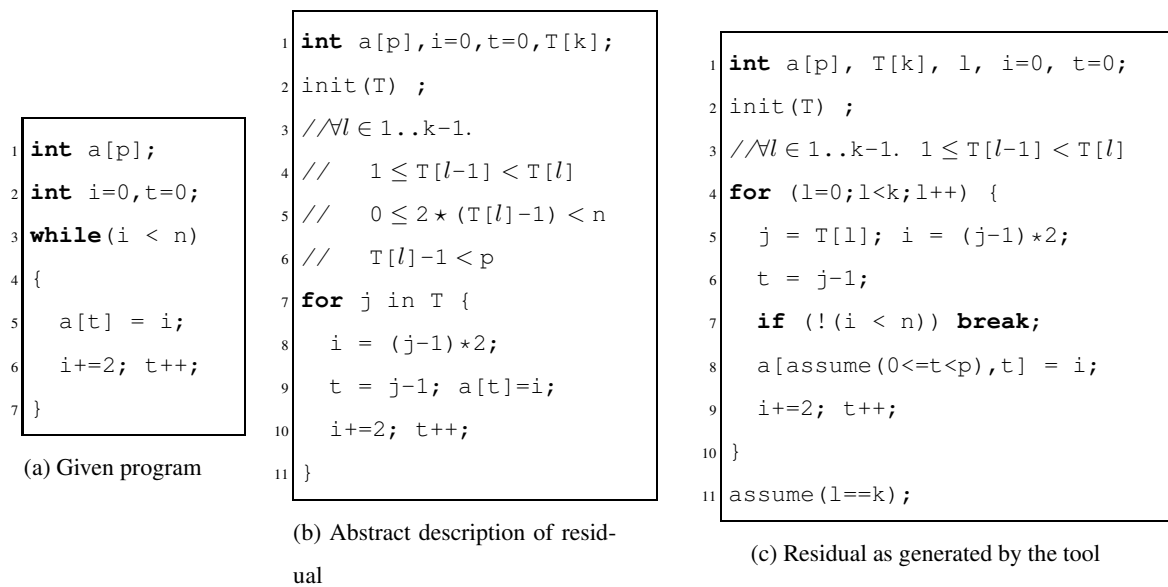 1 int a[p];
2 int i=0,t=0;
3 while(i < n)
4 {
5 a[t] = i;
6 i+=2; t++;
7 }
(a) Given program
1 int a[p],i=0,t=0,T[k];
2 init(T) ;
3 //∀l ∈ 1..k-1.
4 // 1 ≤ T[l-1] < T[l]
5 // 0 ≤ 2⋆(T[l]-1) < n
6 // T[l]-1 < p
7 for j in T {
8 i = (j-1)*2;
9 t = j-1; a[t]=i;
10 i+=2; t++;
11 }
(b) Abstract description of resid-
ual
1 int a[p], T[k], l, i=0, t=0;
2 init(T) ;
3 //∀l ∈ 1..k-1. 1 ≤ T[l-1] < T[l]
4 for (l=0;l<k;l++) {
5 j = T[l]; i = (j-1)*2;
6 t = j-1;
7 if (!(i < n)) break;
8 a[assume(0<=t<p),t] = i;
9 i+=2; t++;
10 }
11 assume(l==k);
(c) Residual as generated by the tool